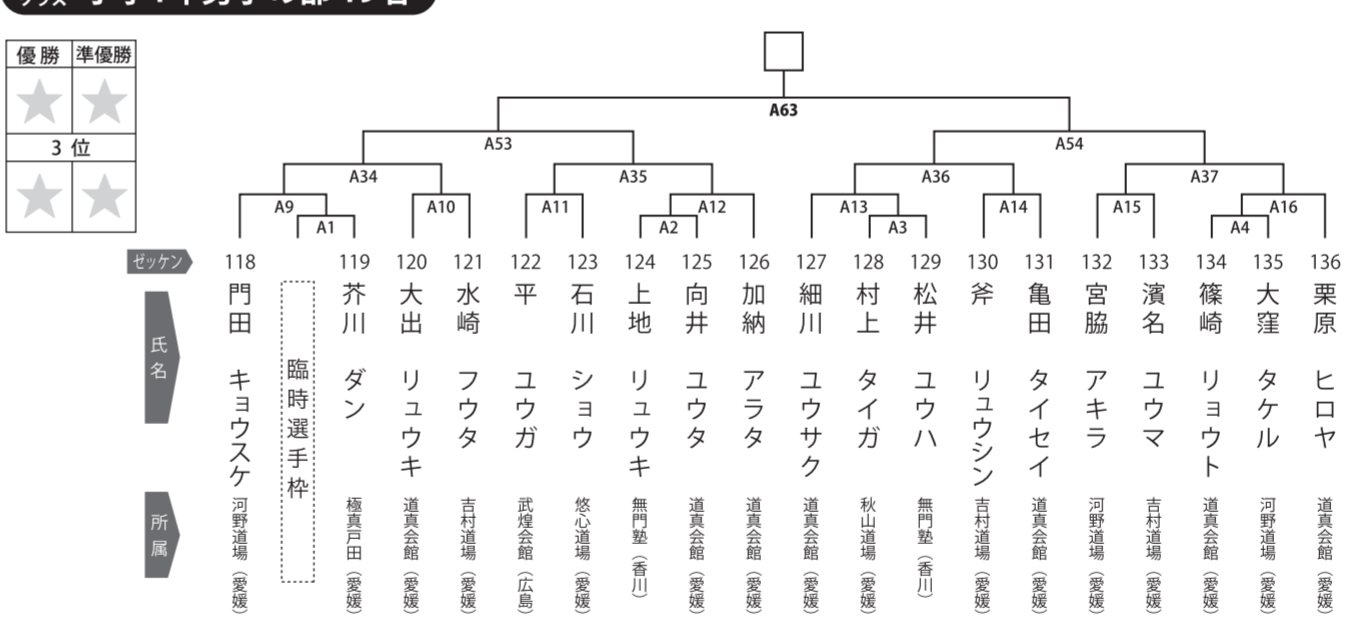 優勝 準優勝
3 位
A63
A53 A54
A34 A35 A36 A37
A9 A10 A11 A12 A13 A14 A15 A16
A1 A2 A3 A4
ゼッケン 118 119 120 121 122 123 124 125 126 127 128 129 130 131 132 133 134 135 136
氏名
門田 キョウスケ
臨時選手枠
芥川 ダン
大出 リュウキ
水崎 フウタ
平 ユウガ
石川 ショウ
上地 リュウキ
向井 ユウタ
加納 アラタ
細川 ユウサク
村上 タイガ
松井 ユウハ
斧 リュウシン
亀田 タイセイ
宮脇 アキラ
濱名 ユウマ
篠崎 リョウト
大窪 タケル
栗原 ヒロヤ
所属
河野道場（愛媛）
極真戸田（愛媛）
道真会館（愛媛）
吉村道場（愛媛）
武煌会館（広島）
悠心道場（愛媛）
無門塾（香川）
道真会館（愛媛）
道真会館（愛媛）
道真会館（愛媛）
秋山道場（愛媛）
無門塾（香川）
吉村道場（愛媛）
道真会館（愛媛）
河野道場（愛媛）
吉村道場（愛媛）
道真会館（愛媛）
河野道場（愛媛）
道真会館（愛媛）